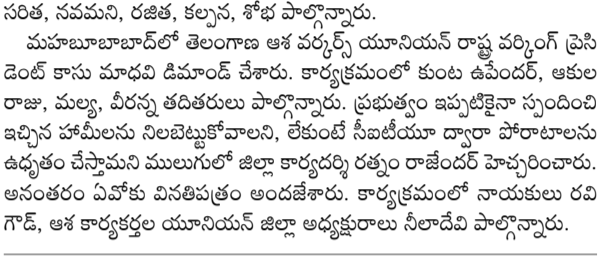 సరిత, నవమని, రజిత, కల్పన, శోభ పాల్గొన్నారు.
మహబూబాబాద్‌లో తెలంగాణ ఆశ వర్కర్స్ యూనియన్ రాష్ట్ర వర్కింగ్ ప్రెసి
డెంట్ కాసు మాధవి డిమాండ్ చేశారు. కార్యక్రమంలో కుంట ఉపేందర్, ఆకుల
రాజు, మల్య, వీరన్న తదితరులు పాల్గొన్నారు. ప్రభుత్వం ఇప్పటికైనా స్పందించి
ఇచ్చిన హామీలను నిలబెట్టుకోవాలని, లేకుంటే సీఐటీయూ ద్వారా పోరాటాలను
ఉధృతం చేస్తామని ములుగులో జిల్లా కార్యదర్శి రత్నం రాజేందర్ హెచ్చరించారు.
అనంతరం ఏవోకు వినతిపత్రం అందజేశారు. కార్యక్రమంలో నాయకులు రవి
గౌడ్, ఆశ కార్యకర్తల యూనియన్ జిల్లా అధ్యక్షురాలు నీలాదేవి పాల్గొన్నారు.